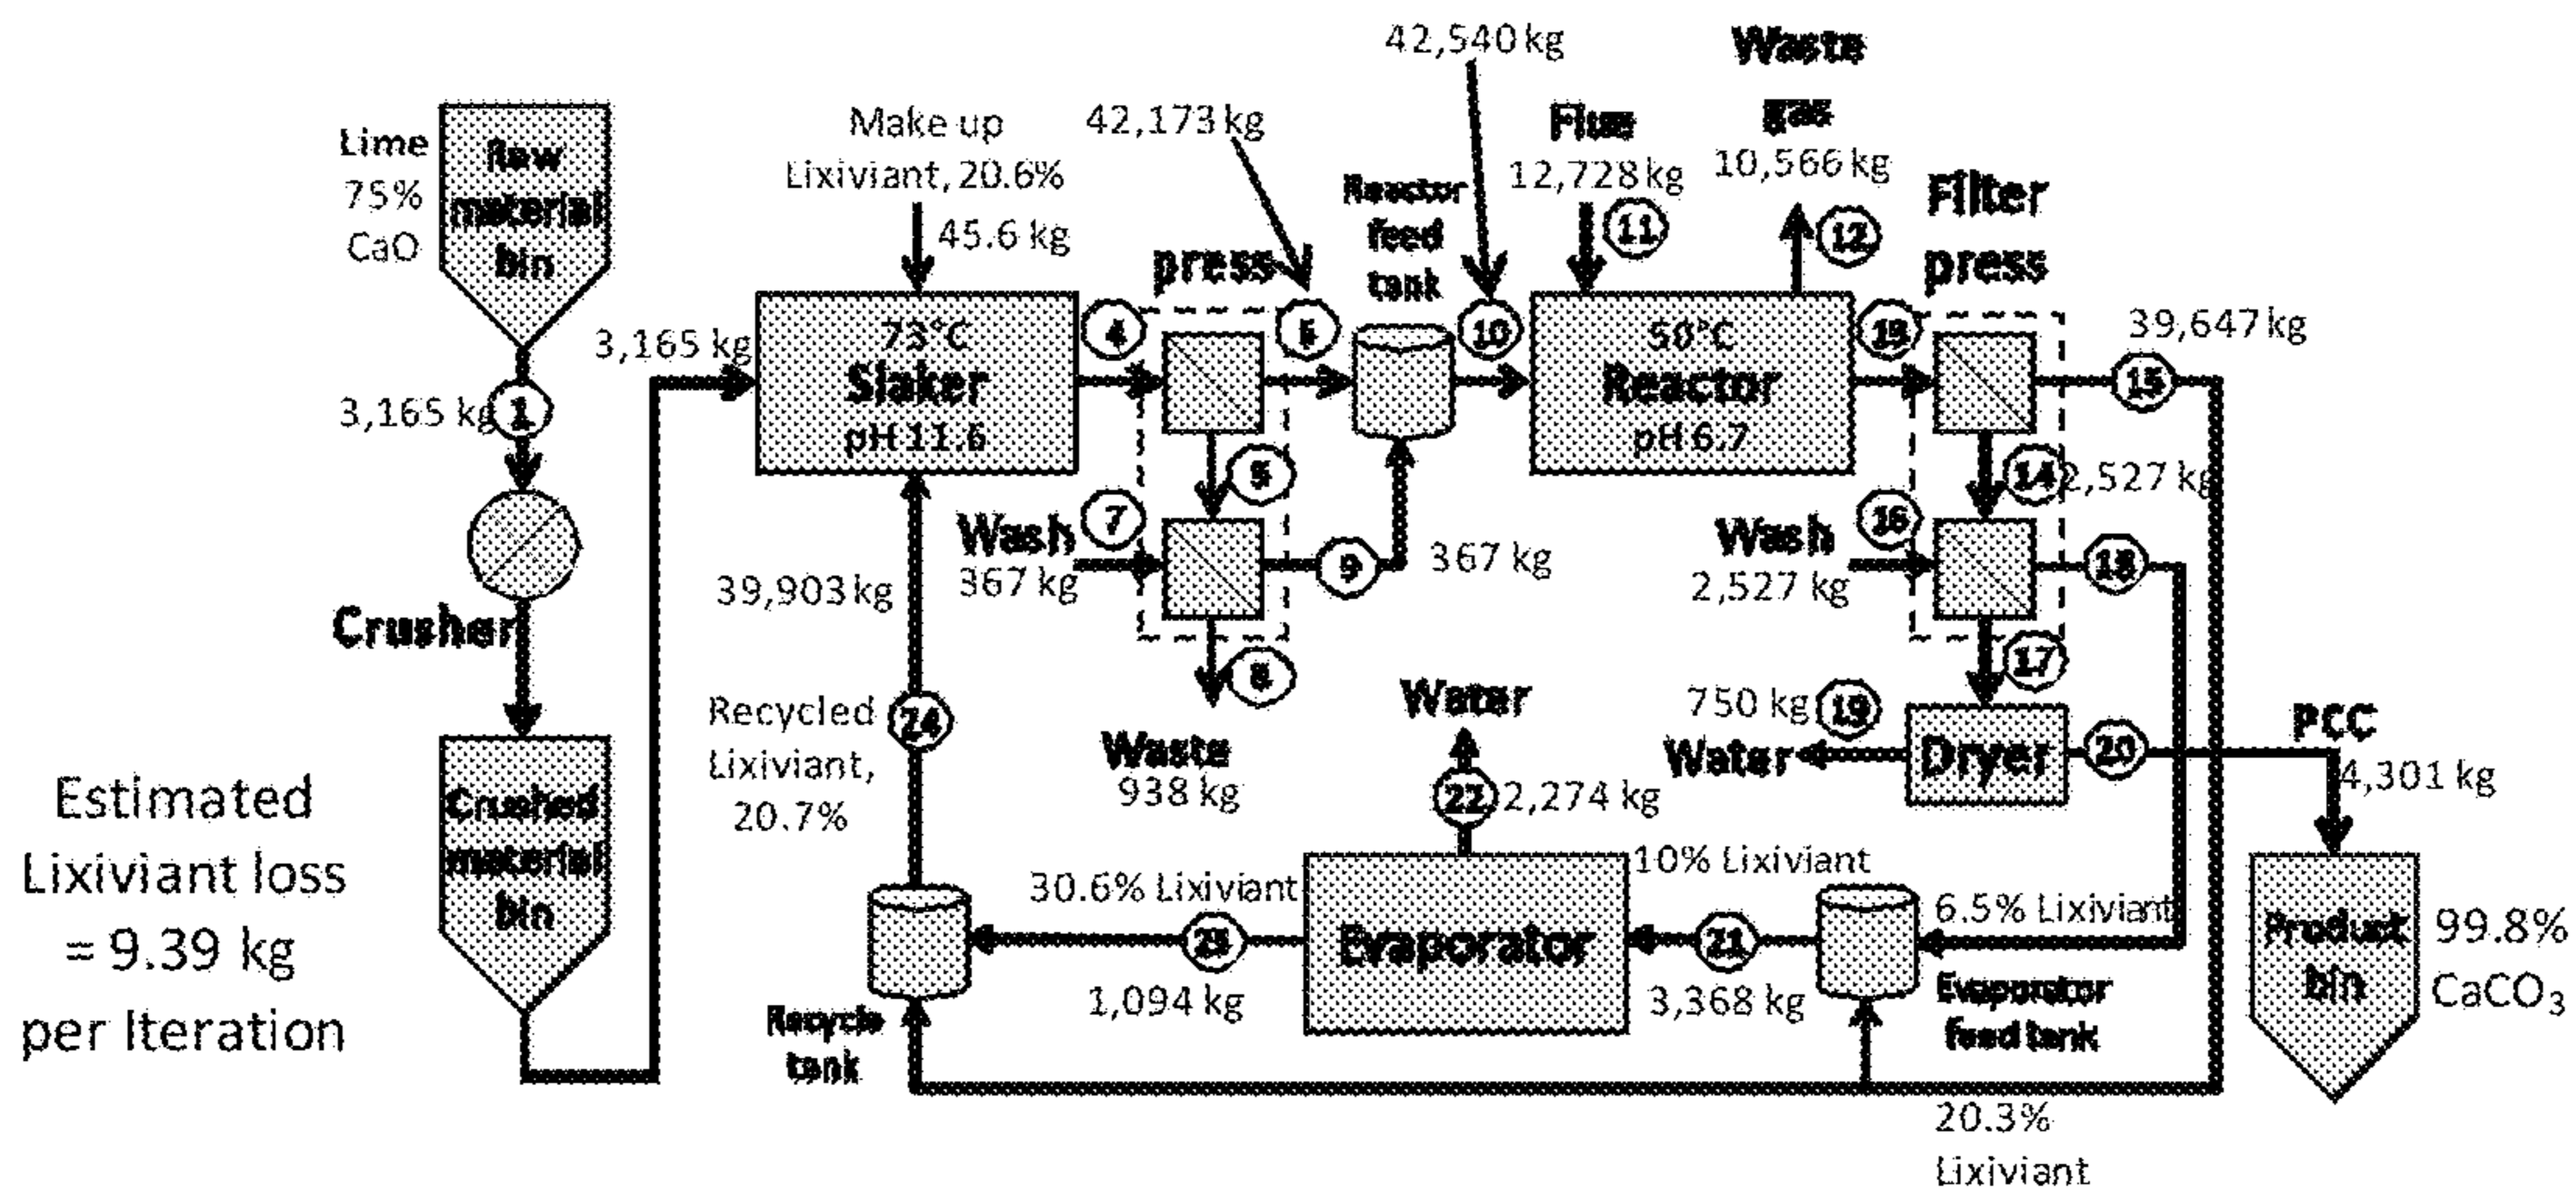 Lime
75%
CaO
Raw
material
bin
3,165 kg
1
Crusher
Crushed
material
bin
Estimated
Lixiviant loss
= 9.39 kg
per Iteration
3,165 kg
Make up
Lixiviant, 20.6%
45.6 kg
73°C
Slaker
pH 11.6
39,903 kg
Recycled
Lixiviant,
20.7%
24
Recycle
tank
4
press
42,173 kg
5
Wash
7
367 kg
9
367 kg
8
Waste
938 kg
Reactor
feed
tank
42,540 kg
10
Flue
12,728 kg
11
Waste
gas
10,566 kg
12
50°C
Reactor
pH 6.7
Filter
press
39,647 kg
15
14
2,527 kg
Wash
16
2,527 kg
18
17
750 kg
19
Water
Dryer
20
PCC
4,301 kg
Product
bin
99.8%
CaCO₃
Water
22
2,274 kg
Evaporator
30.6% Lixiviant
1,094 kg
10% Lixiviant
21
3,368 kg
6.5% Lixiviant
Evaporator
feed tank
20.3%
Lixiviant